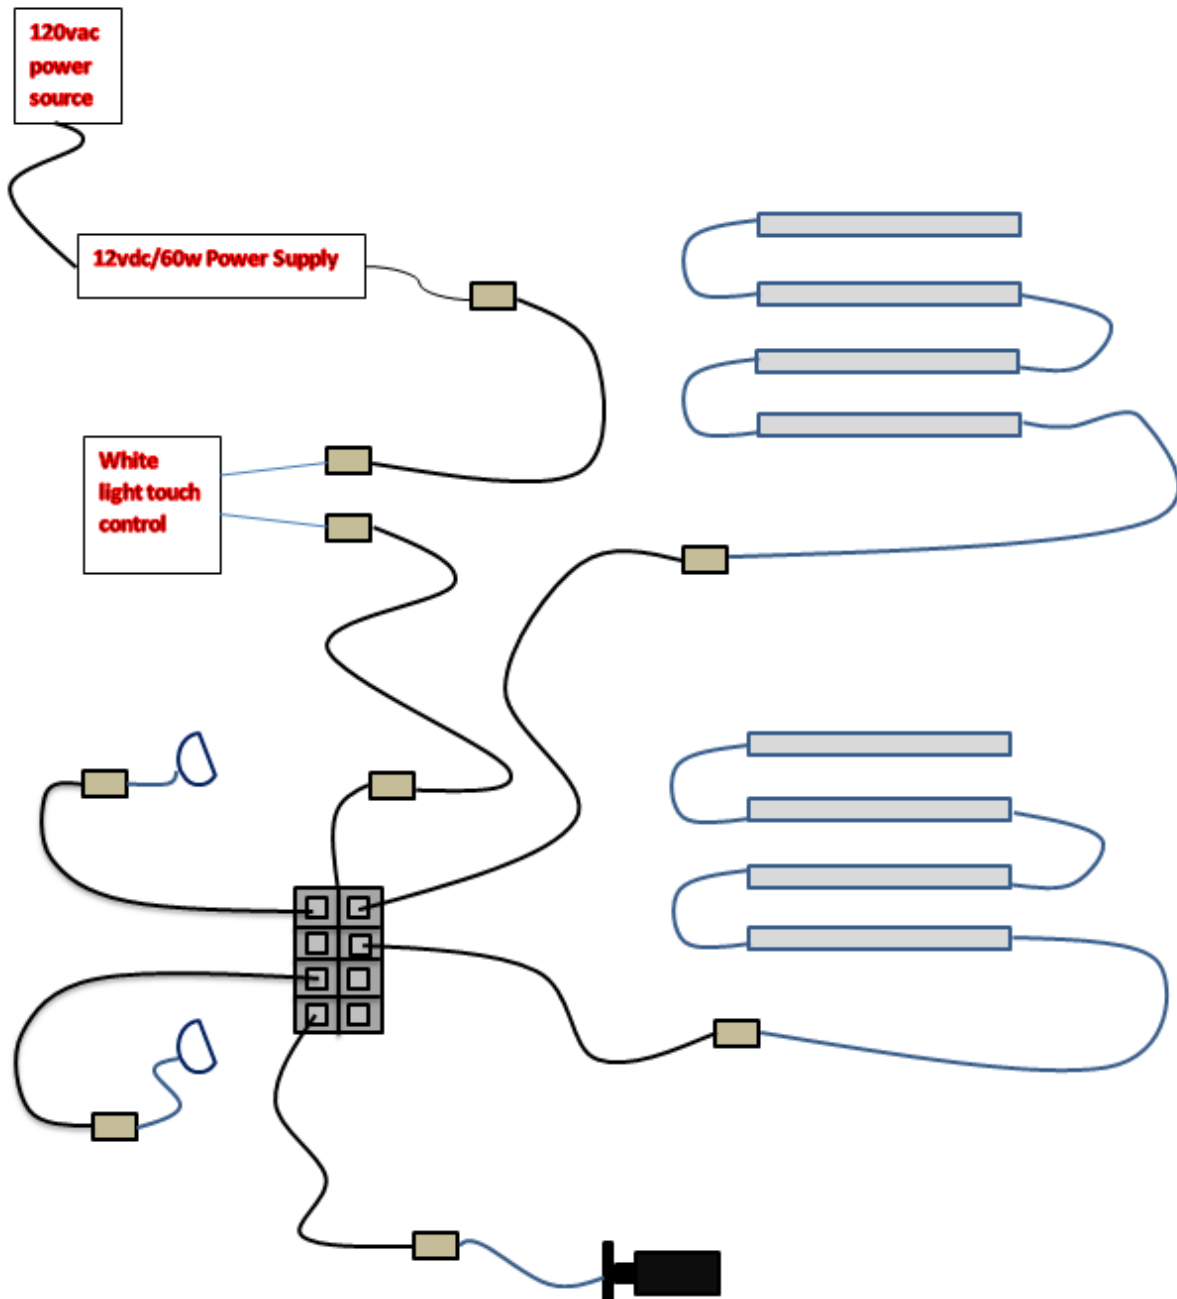 120vac
power
source
12vdc/60w Power Supply
White
light touch
control